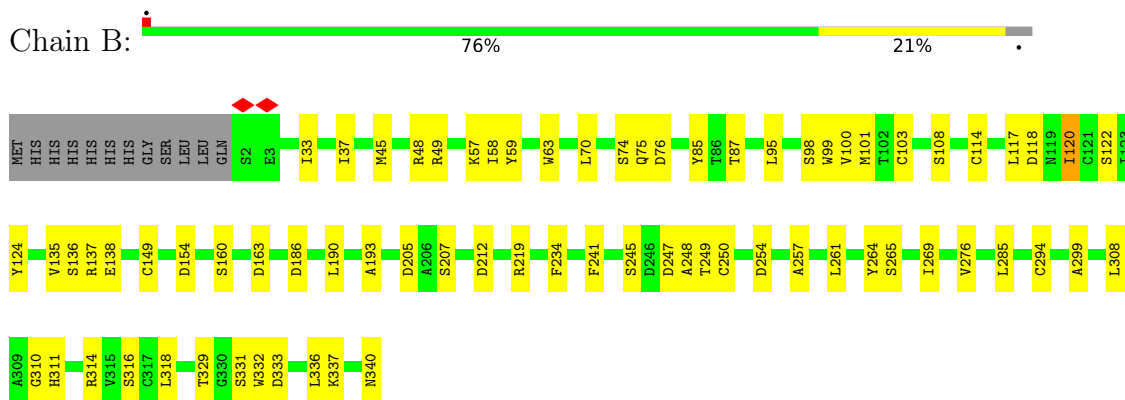 Chain B:
76% 21%
MET HIS HIS HIS HIS HIS HIS GLY SER LEU LEU GLN S2 E3 I33 I37 M45 R48 R49 K57 I58 Y59 W63 L70 S74 Q75 D76 Y85 T86 T87 L95 S98 W99 V100 M101 T102 C103 S108 C114 L117 D118 N119 I120 C121 S122 I123
Y124 V135 S136 R137 E138 C149 D154 S160 D163 D186 L190 A193 D205 A206 S207 D212 R219 F234 F241 S245 D246 D247 A248 T249 C250 D254 A257 L261 Y264 S265 I269 V276 L285 C294 A299 L308
A309 G310 H311 R314 V315 S316 C317 L318 T329 G330 S331 W332 D333 L336 K337 N340